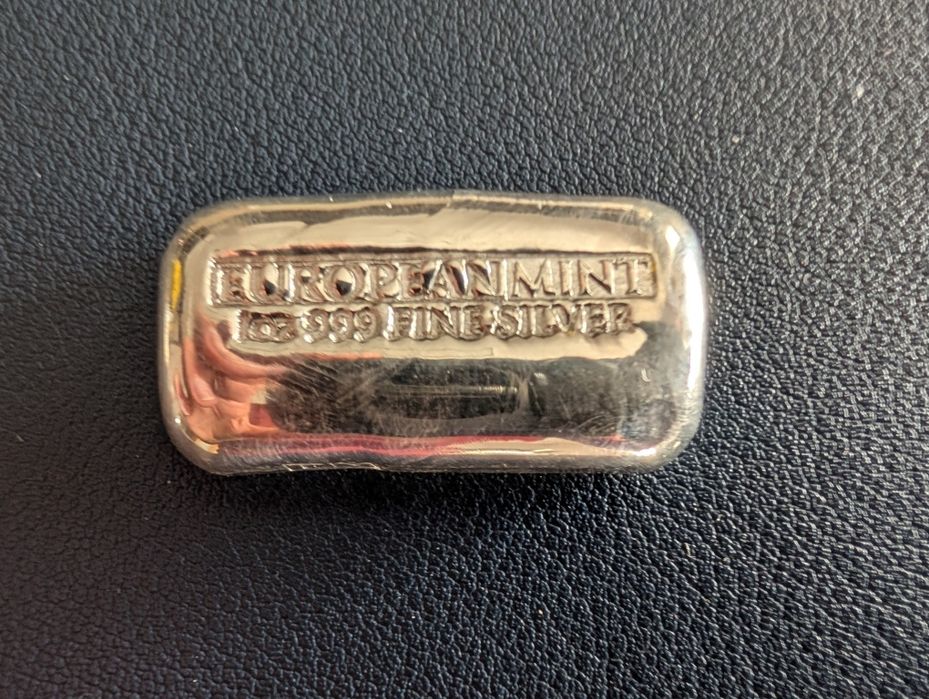 EUROPEAN MINT
1oz 999 FINE SILVER